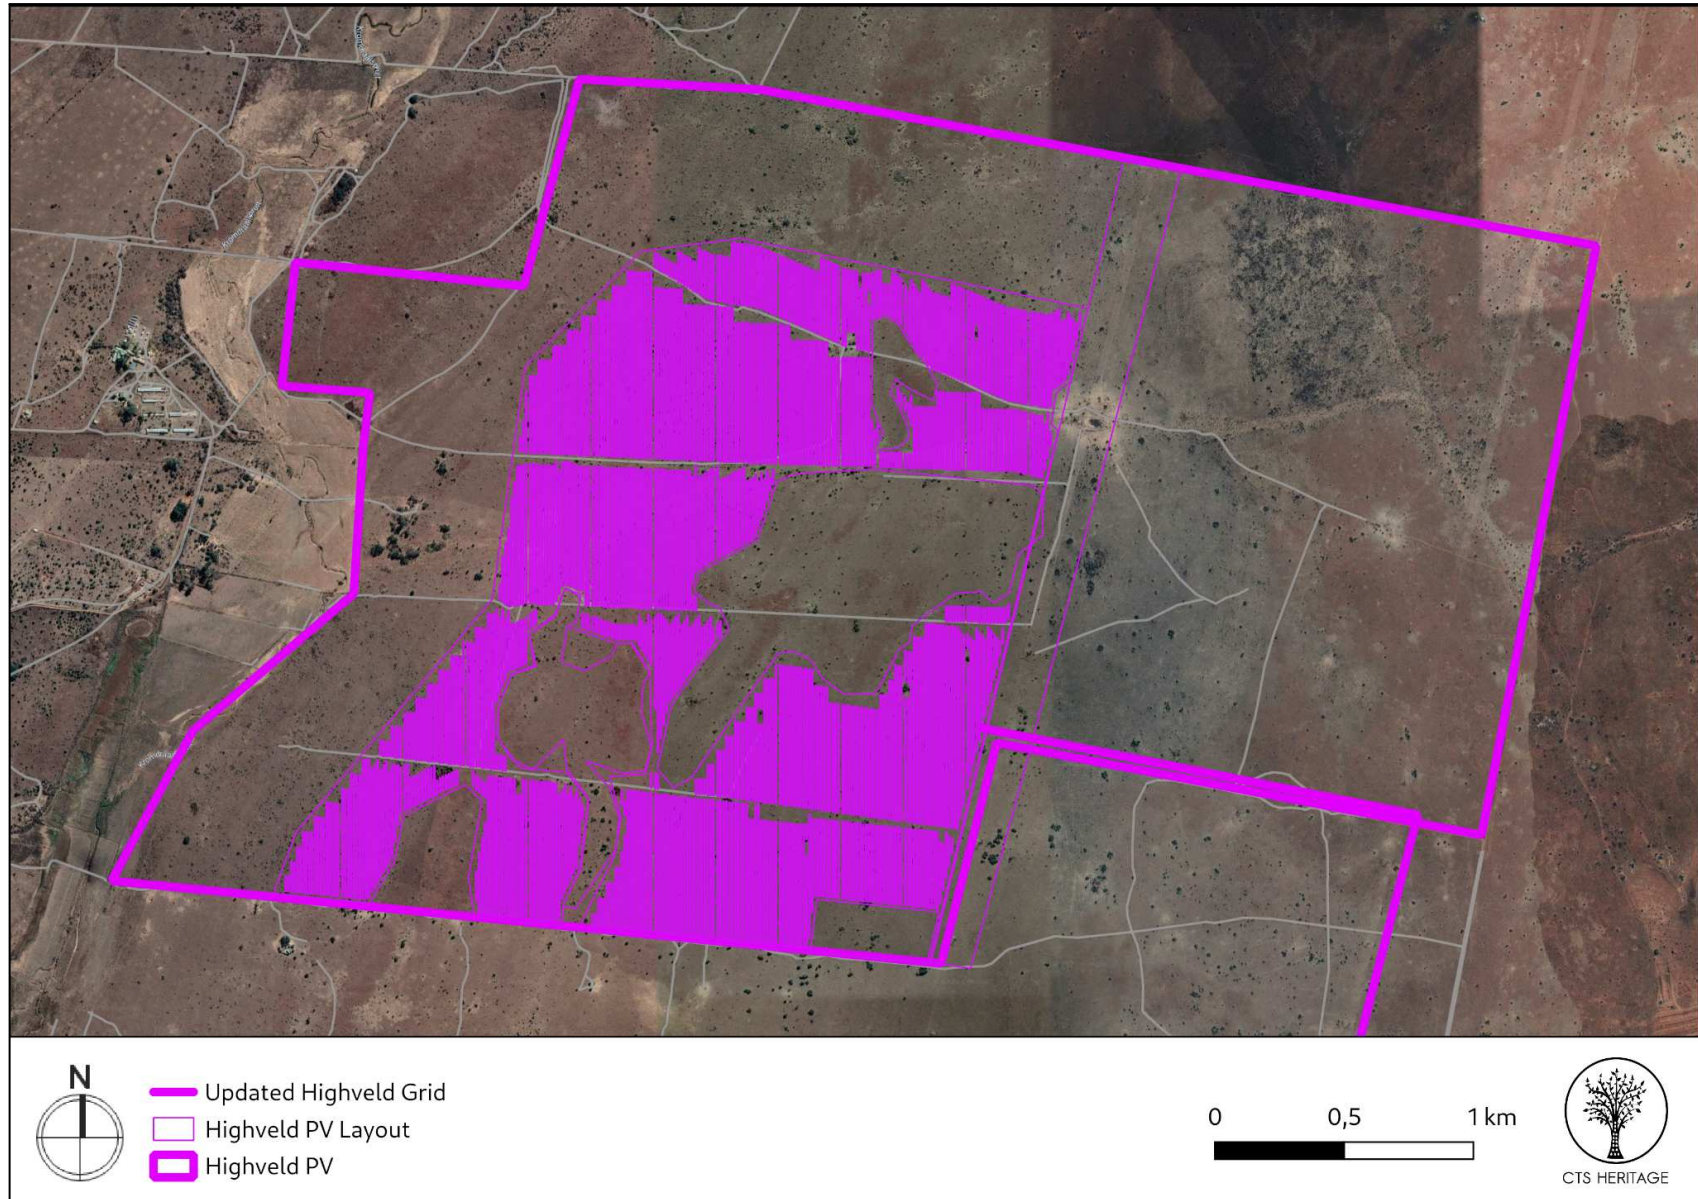 N
Updated Highveld Grid
Highveld PV Layout
Highveld PV
0 0,5 1 km
CTS HERITAGE